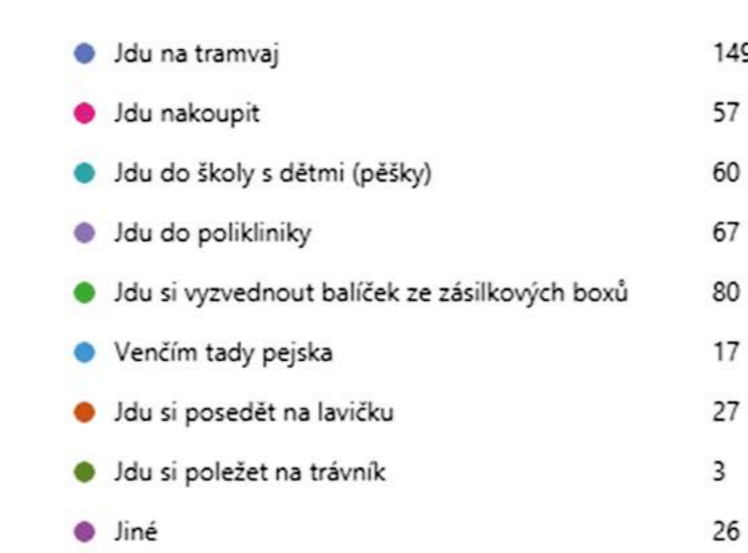 Jdu na tramvaj 149
Jdu nakoupit 57
Jdu do školy s dětmi (pěšky) 60
Jdu do polikliniky 67
Jdu si vyzvednout balíček ze zásilkových boxů 80
Venčím tady pejska 17
Jdu si posedět na lavičku 27
Jdu si poležet na trávník 3
Jiné 26